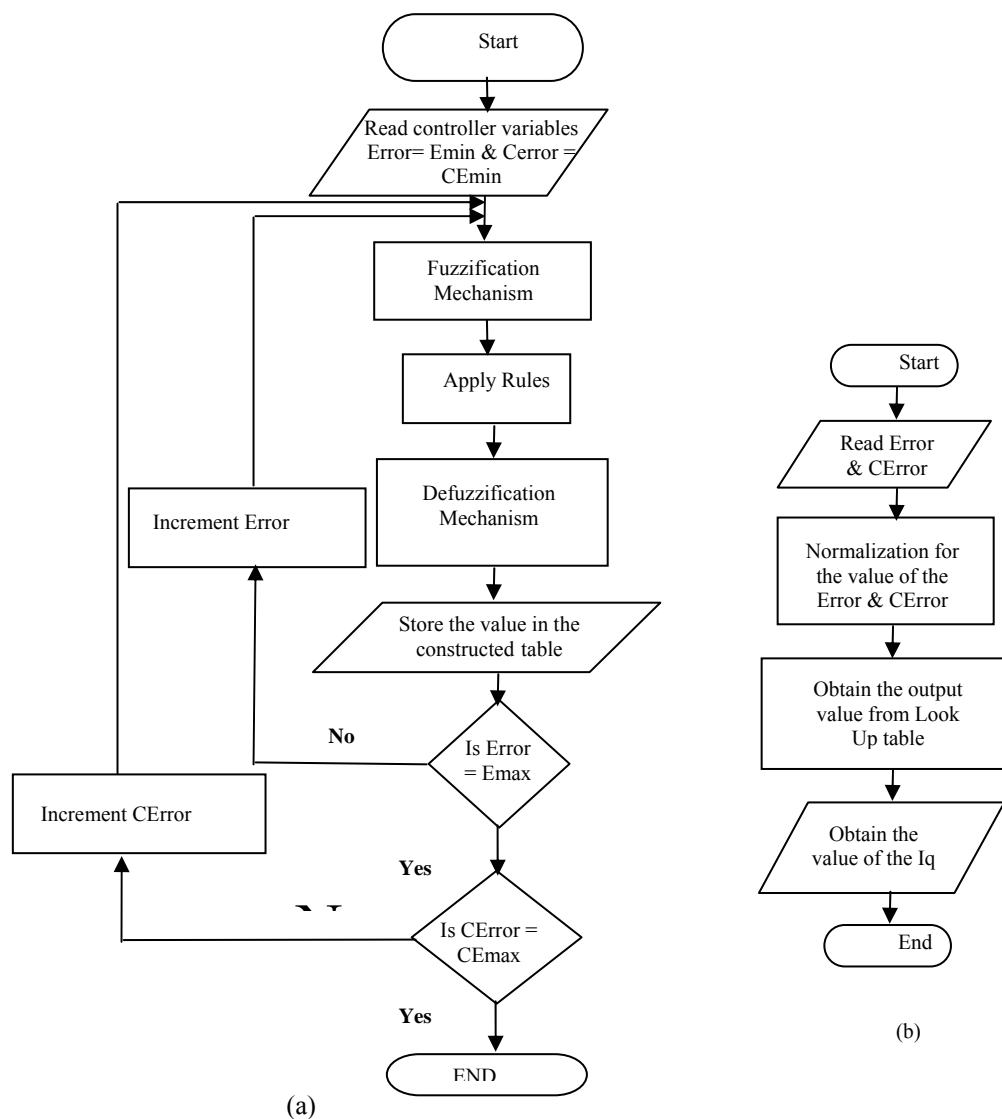 Start
Read controller variables
Error= Emin & Cerror =
CEmin
Fuzzification
Mechanism
Apply Rules
Defuzzification
Mechanism
Increment Error
Store the value in the
constructed table
No
Is Error
= Emax
Increment CError
Yes
Is CError =
CEmax
Yes
END
(a)
Start
Read Error
& CError
Normalization for
the value of the
Error & CError
Obtain the output
value from Look
Up table
Obtain the
value of the Iq
End
(b)